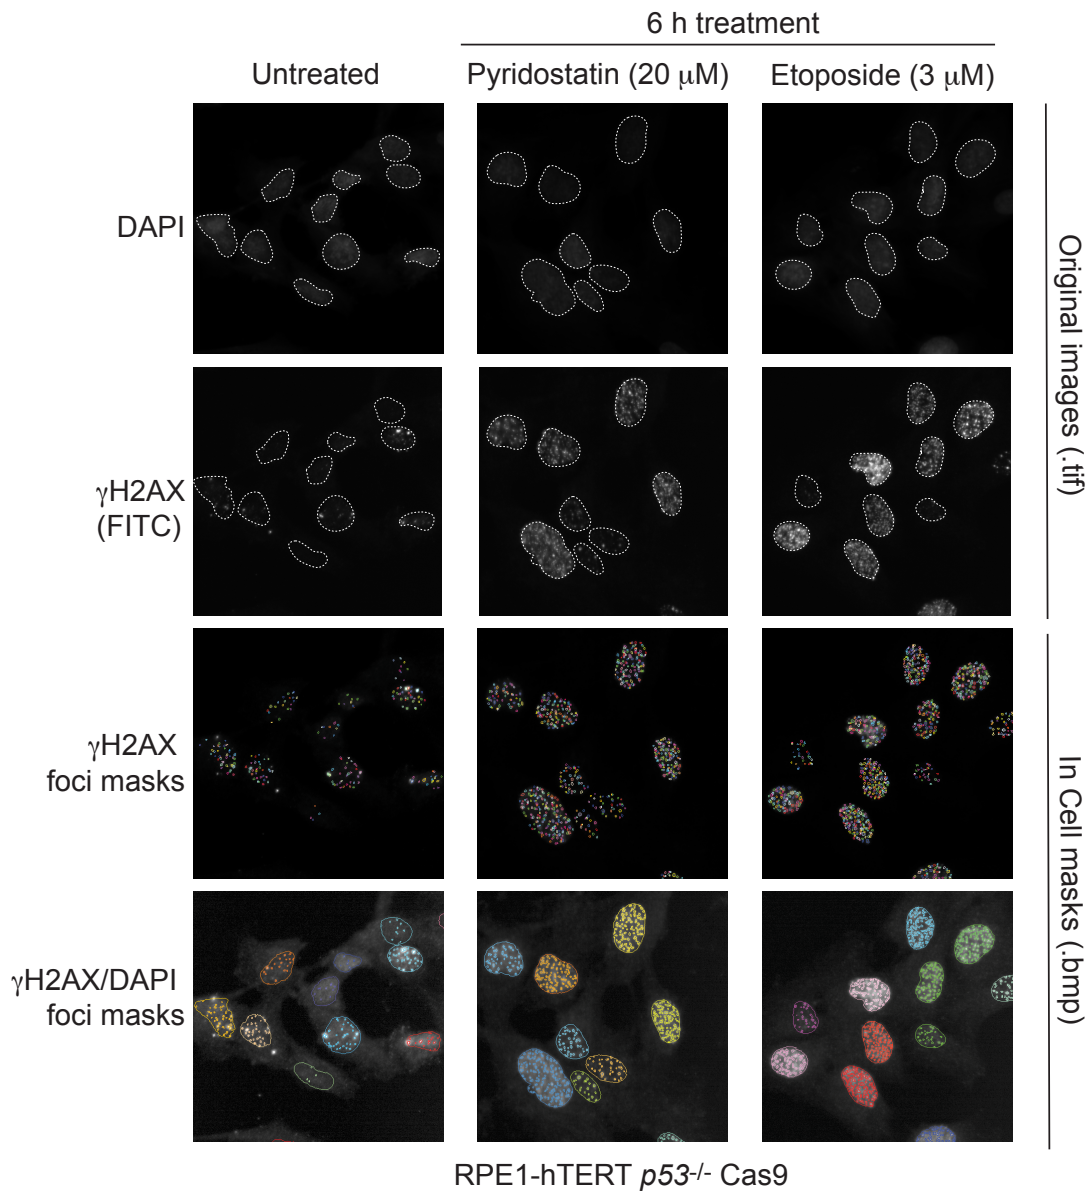 6 h treatment
Untreated
Pyridostatin (20 μM)
Etoposide (3 μM)
DAPI
γH2AX
(FITC)
γH2AX
foci masks
γH2AX/DAPI
foci masks
Original images (.tif)
In Cell masks (.bmp)
RPE1-hTERT p53-/- Cas9